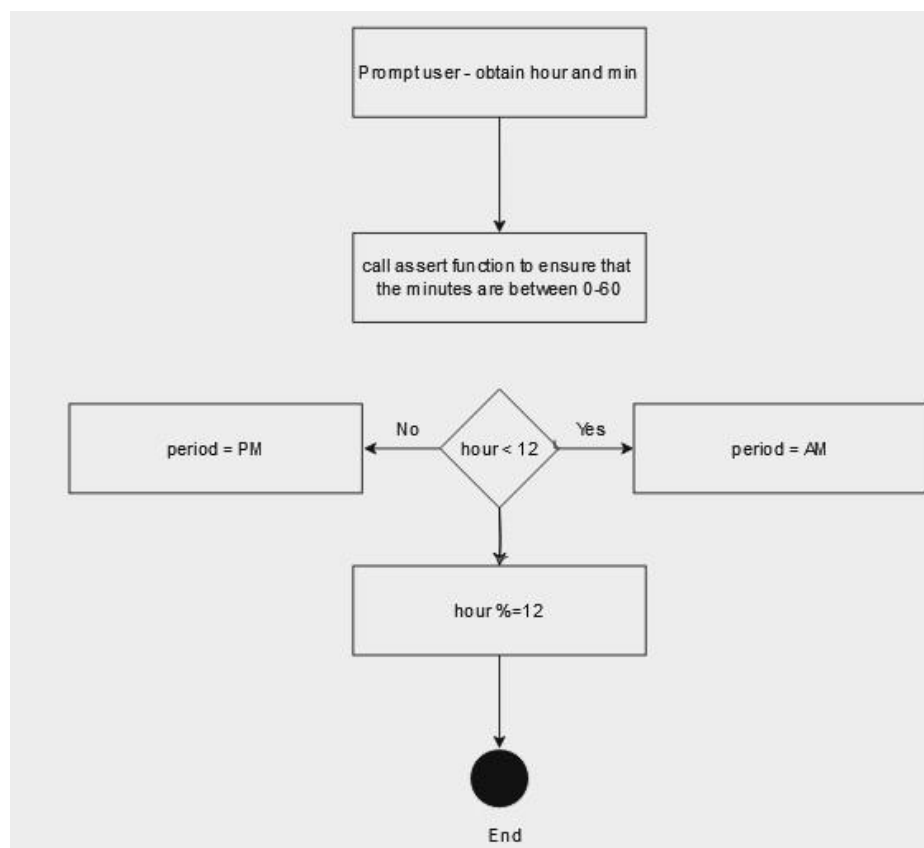 Prompt user - obtain hour and min
call assert function to ensure that
the minutes are between 0-60
No
hour < 12
Yes
period = PM
period = AM
hour %=12
End